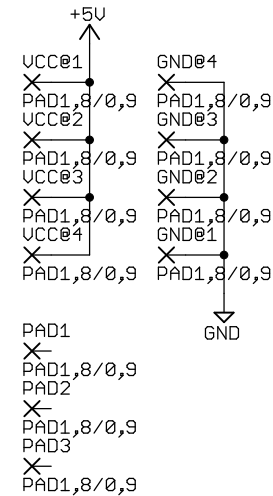 +5V
VCC@1
PAD1,8/0,9
VCC@2
PAD1,8/0,9
VCC@3
PAD1,8/0,9
VCC@4
PAD1,8/0,9
GND@4
PAD1,8/0,9
GND@3
PAD1,8/0,9
GND@2
PAD1,8/0,9
GND@1
PAD1,8/0,9
GND
PAD1
PAD1,8/0,9
PAD2
PAD1,8/0,9
PAD3
PAD1,8/0,9